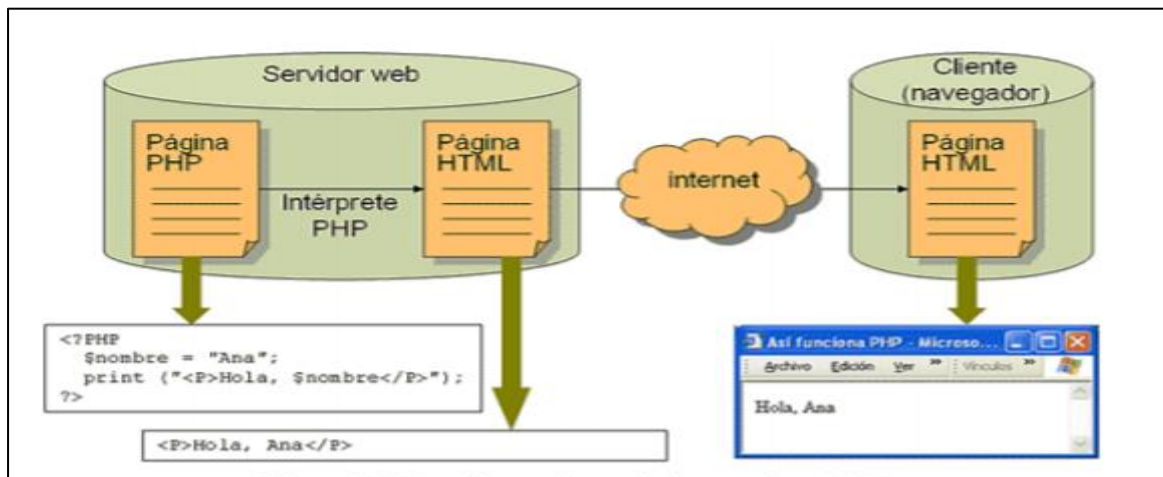 Servidor web
Cliente
(navegador)
Página
PHP
Intérprete
PHP
Página
HTML
internet
Página
HTML
<?PHP
$nombre = "Ana";
print ("<P>Hola, $nombre</P>");
?>
<P>Hola, Ana</P>
Así funciona PHP - Microso...
Archivo Edición Ver » Vínculos »
Hola, Ana